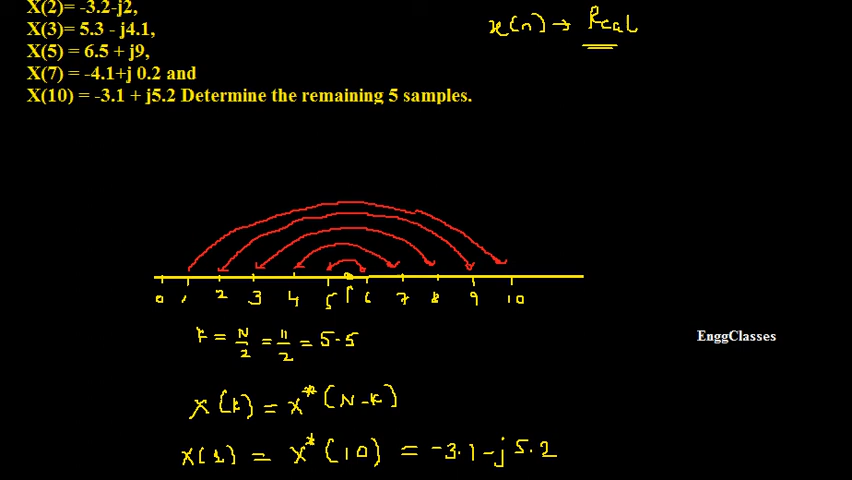 X(2)= -3.2-j2,
x(n) → Real
X(3)= 5.3 - j4.1,
X(5) = 6.5 + j9,
X(7) = -4.1+j 0.2 and
X(10) = -3.1 + j5.2 Determine the remaining 5 samples.
0 1 2 3 4 5 6 7 8 9 10
k = N/2 = 11/2 = 5.5
EnggClasses
X(k) = X*(N-k)
X(1) = X*(10) = -3.1 - j 5.2